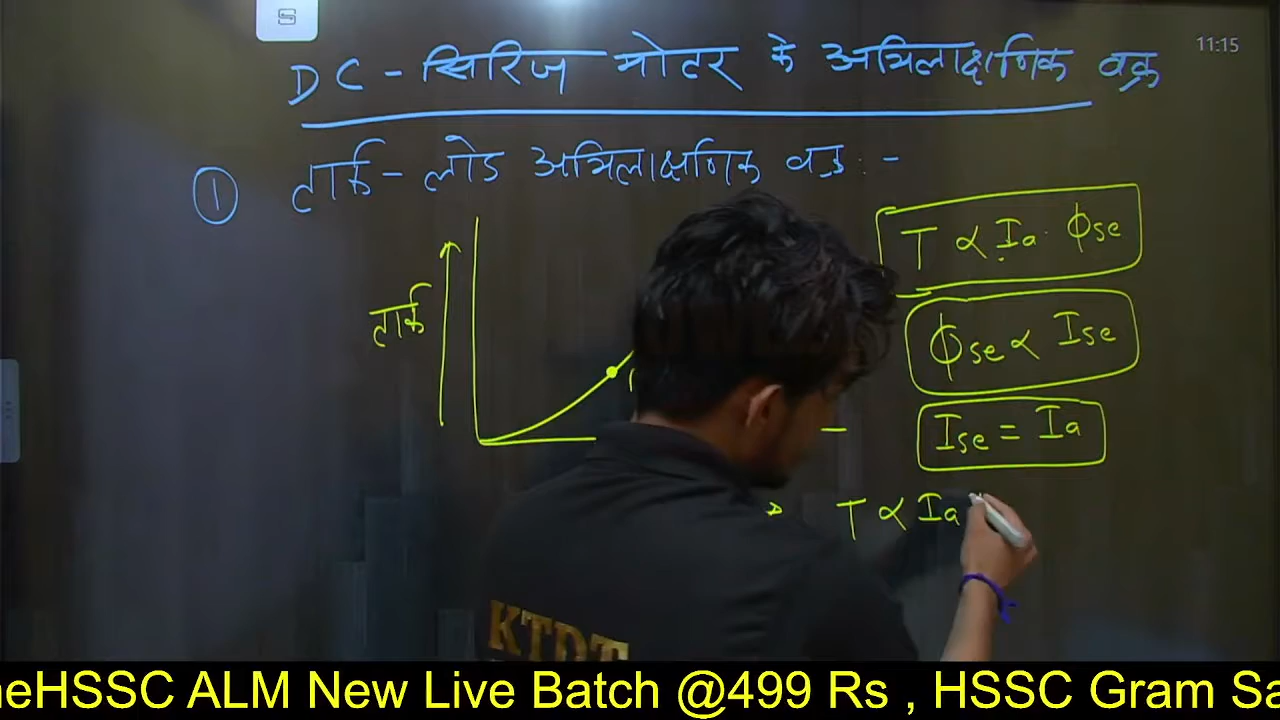 11:15
DC - सिरिज मोटर के अभिलाक्षणिक वक्र
① टार्क - लोड अभिलाक्षणिक वक्र :-
T ∝ Ia . Φse
टार्क
Φse ∝ Ise
Ise = Ia
T ∝ Ia
KTDT
heHSSC ALM New Live Batch @499 Rs , HSSC Gram Sa